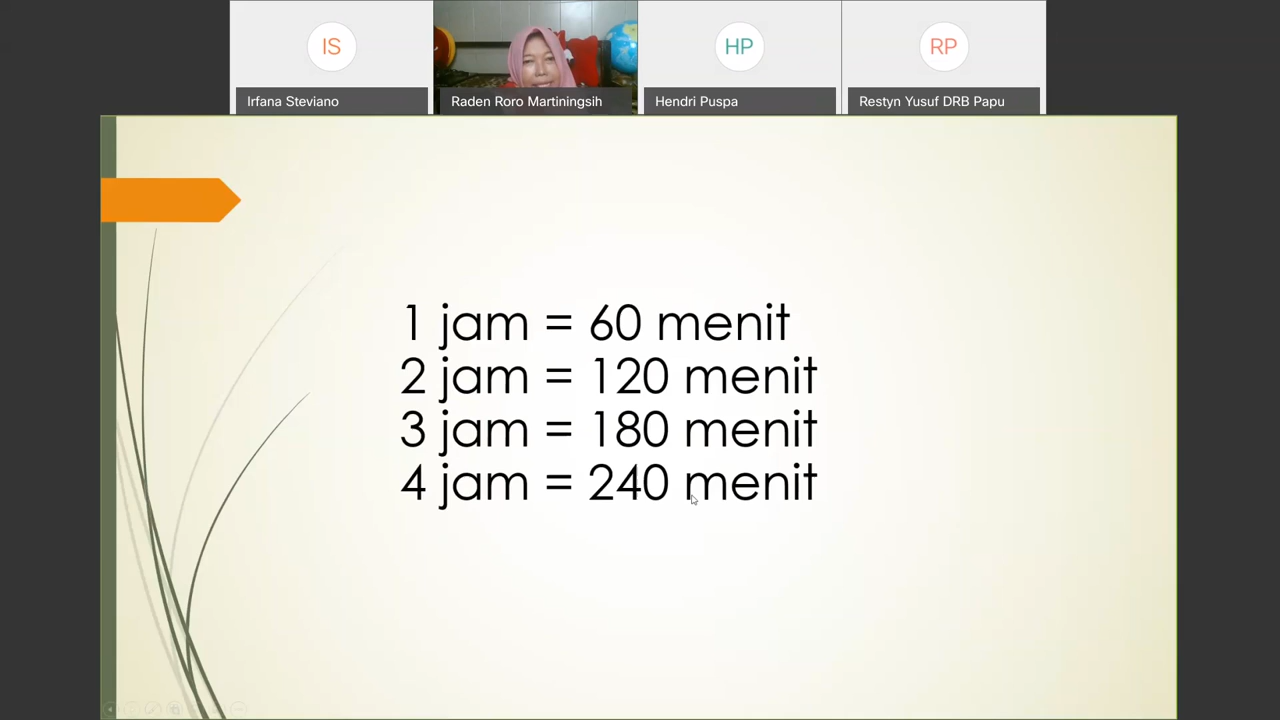 IS
HP
RP
Irfana Steviano
Raden Roro Martiningsih
Hendri Puspa
Restyn Yusuf DRB Papu
1 jam = 60 menit
2 jam = 120 menit
3 jam = 180 menit
4 jam = 240 menit